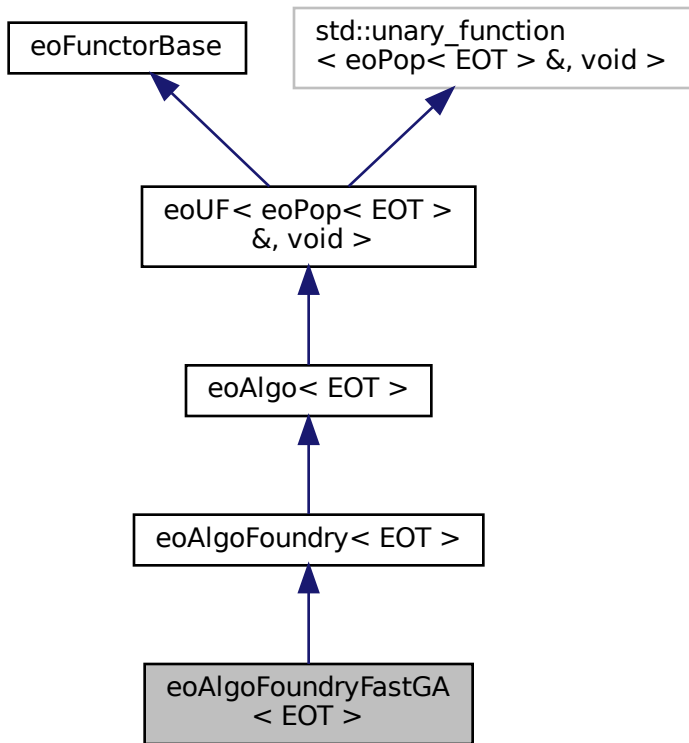 eoFunctorBase
std::unary_function
< eoPop< EOT > &, void >
eoUF< eoPop< EOT >
&, void >
eoAlgo< EOT >
eoAlgoFoundry< EOT >
eoAlgoFoundryFastGA
< EOT >